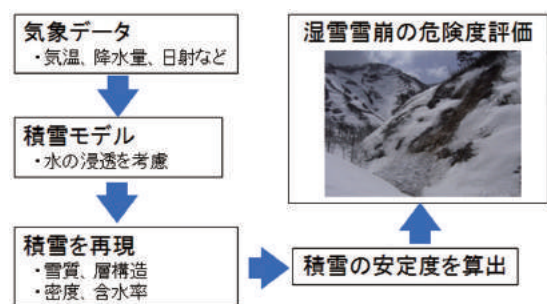 気象データ
・気温、降水量、日射など
積雪モデル
・水の浸透を考慮
積雪を再現
・雪質、層構造
・密度、含水率
積雪の安定度を算出
湿雪雪崩の危険度評価